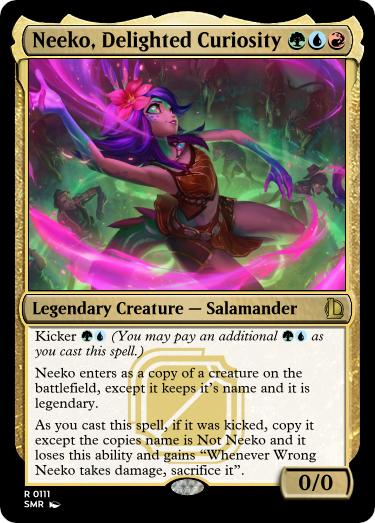 Neeko, Delighted Curiosity
Legendary Creature — Salamander
Kicker (You may pay an additional as
you cast this spell.)
Neeko enters as a copy of a creature on the
battlefield, except it keeps it's name and it is
legendary.
As you cast this spell, if it was kicked, copy it
except the copies name is Not Neeko and it
loses this ability and gains “Whenever Wrong
Neeko takes damage, sacrifice it”.
0/0
R 0111
SMR